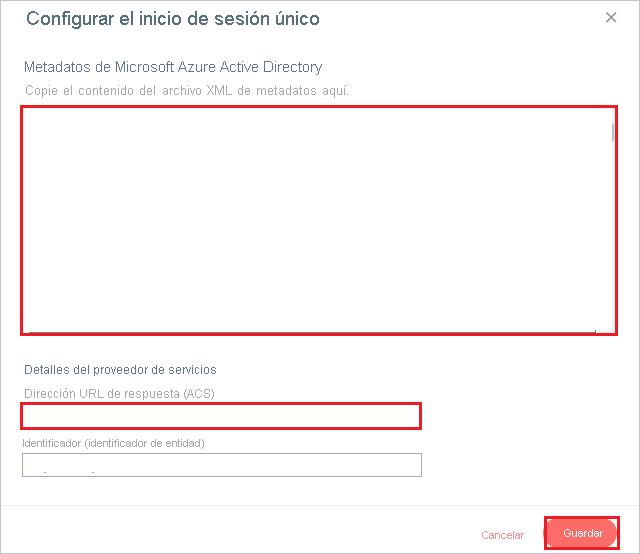 Configurar el inicio de sesión único
Metadatos de Microsoft Azure Active Directory
Copie el contenido del archivo XML de metadatos aquí.
Detalles del proveedor de servicios
Dirección URL de respuesta (ACS)
Identificador (identificador de entidad)
Cancelar
Guardar